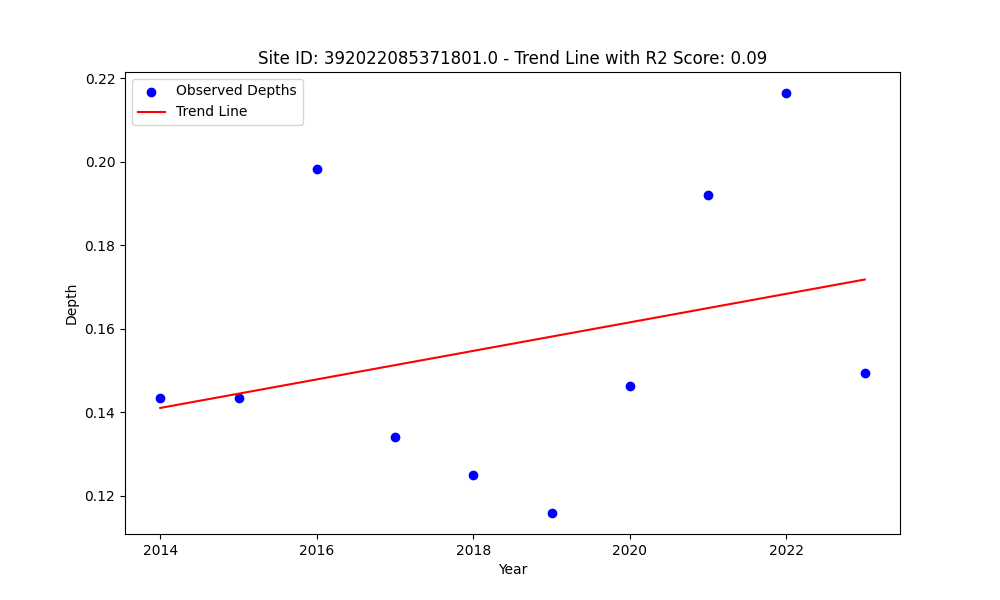 Site ID: 392022085371801.0 - Trend Line with R2 Score: 0.09
Observed Depths
Trend Line
0.22
0.20
0.18
0.16
0.14
0.12
Depth
2014
2016
2018
2020
2022
Year